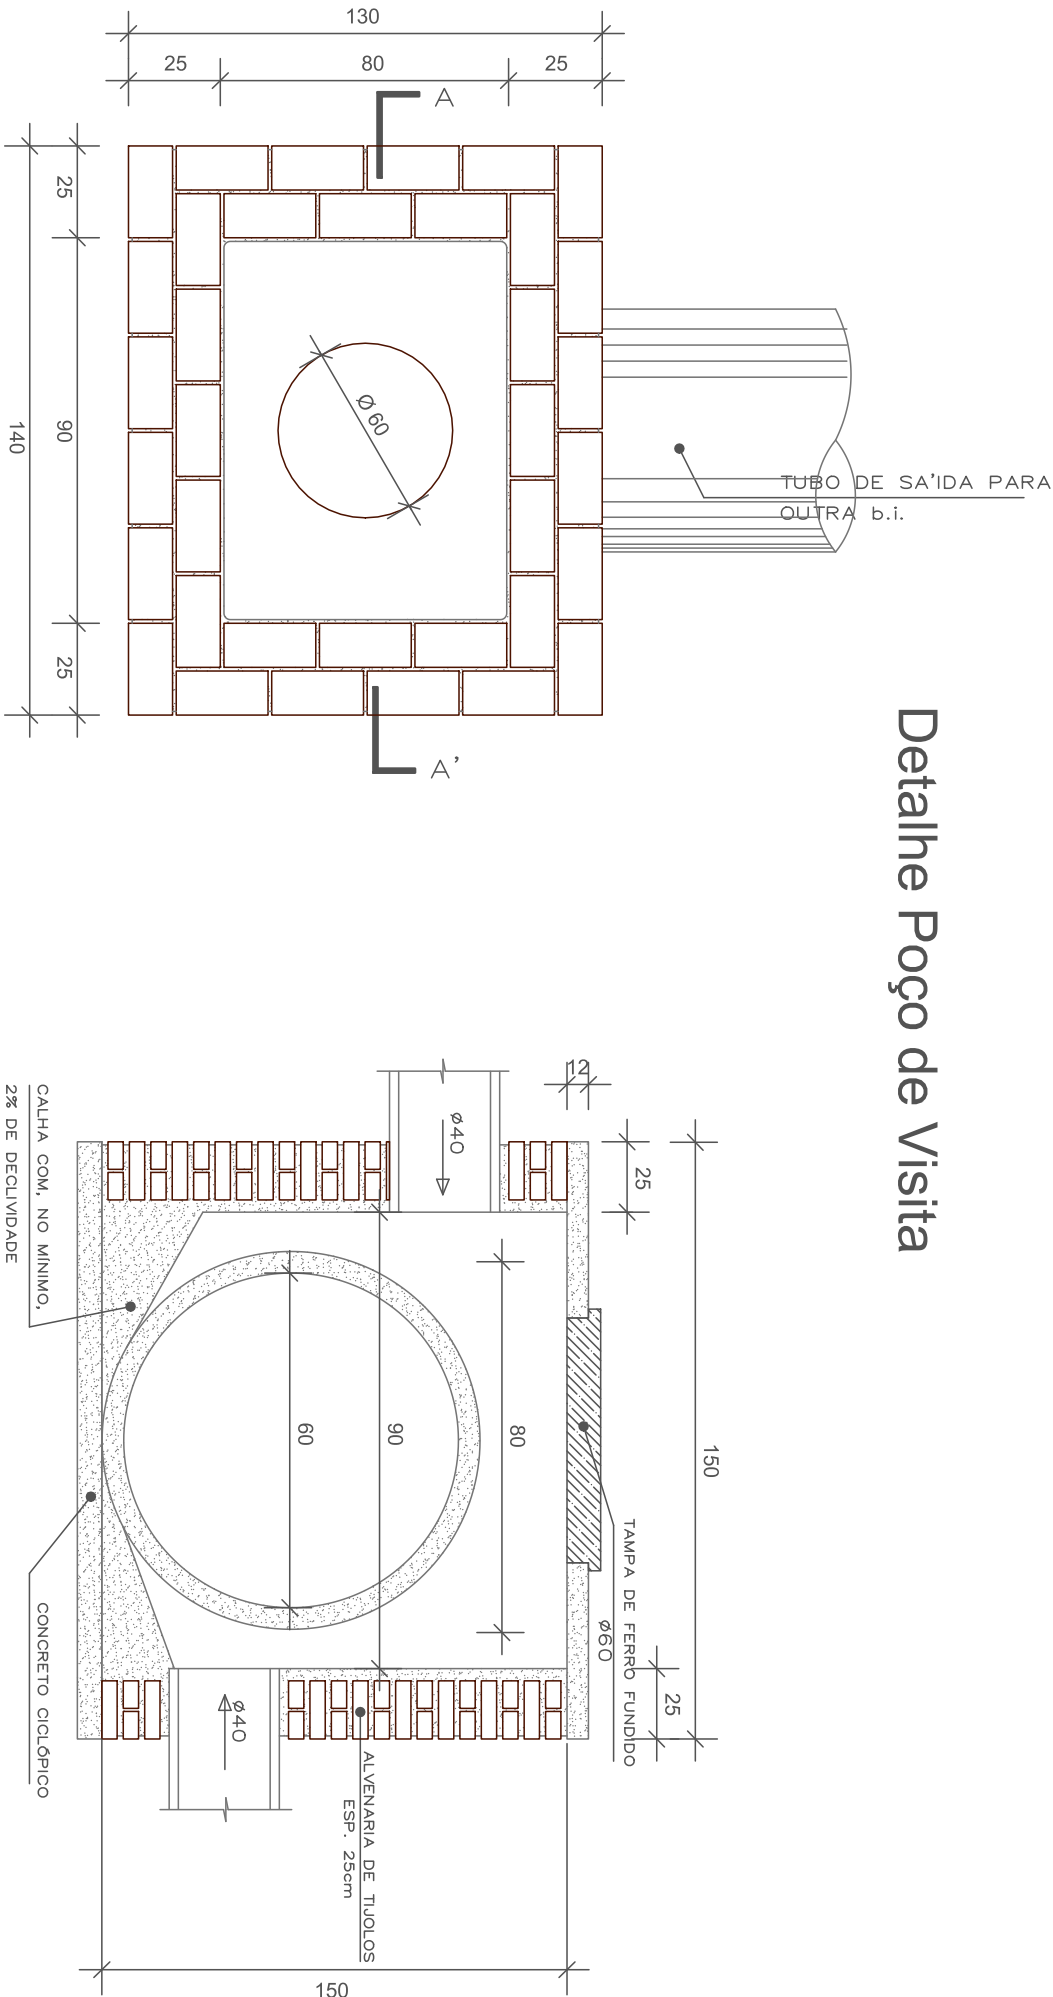 130
25
80
25
A
25
90
140
25
Ø 60
TUBO DE SA'IDA PARA
OUTRA b.i.
A'
Detalhe Poço de Visita
12
Ø40
25
150
80
90
60
CALHA COM, NO MÍNIMO,
2% DE DECLIVIDADE
TAMPA DE FERRO FUNDIDO
Ø60
25
Ø40
CONCRETO CICLÓPICO
ALVENARIA DE TIJOLOS
ESP. 25cm
150